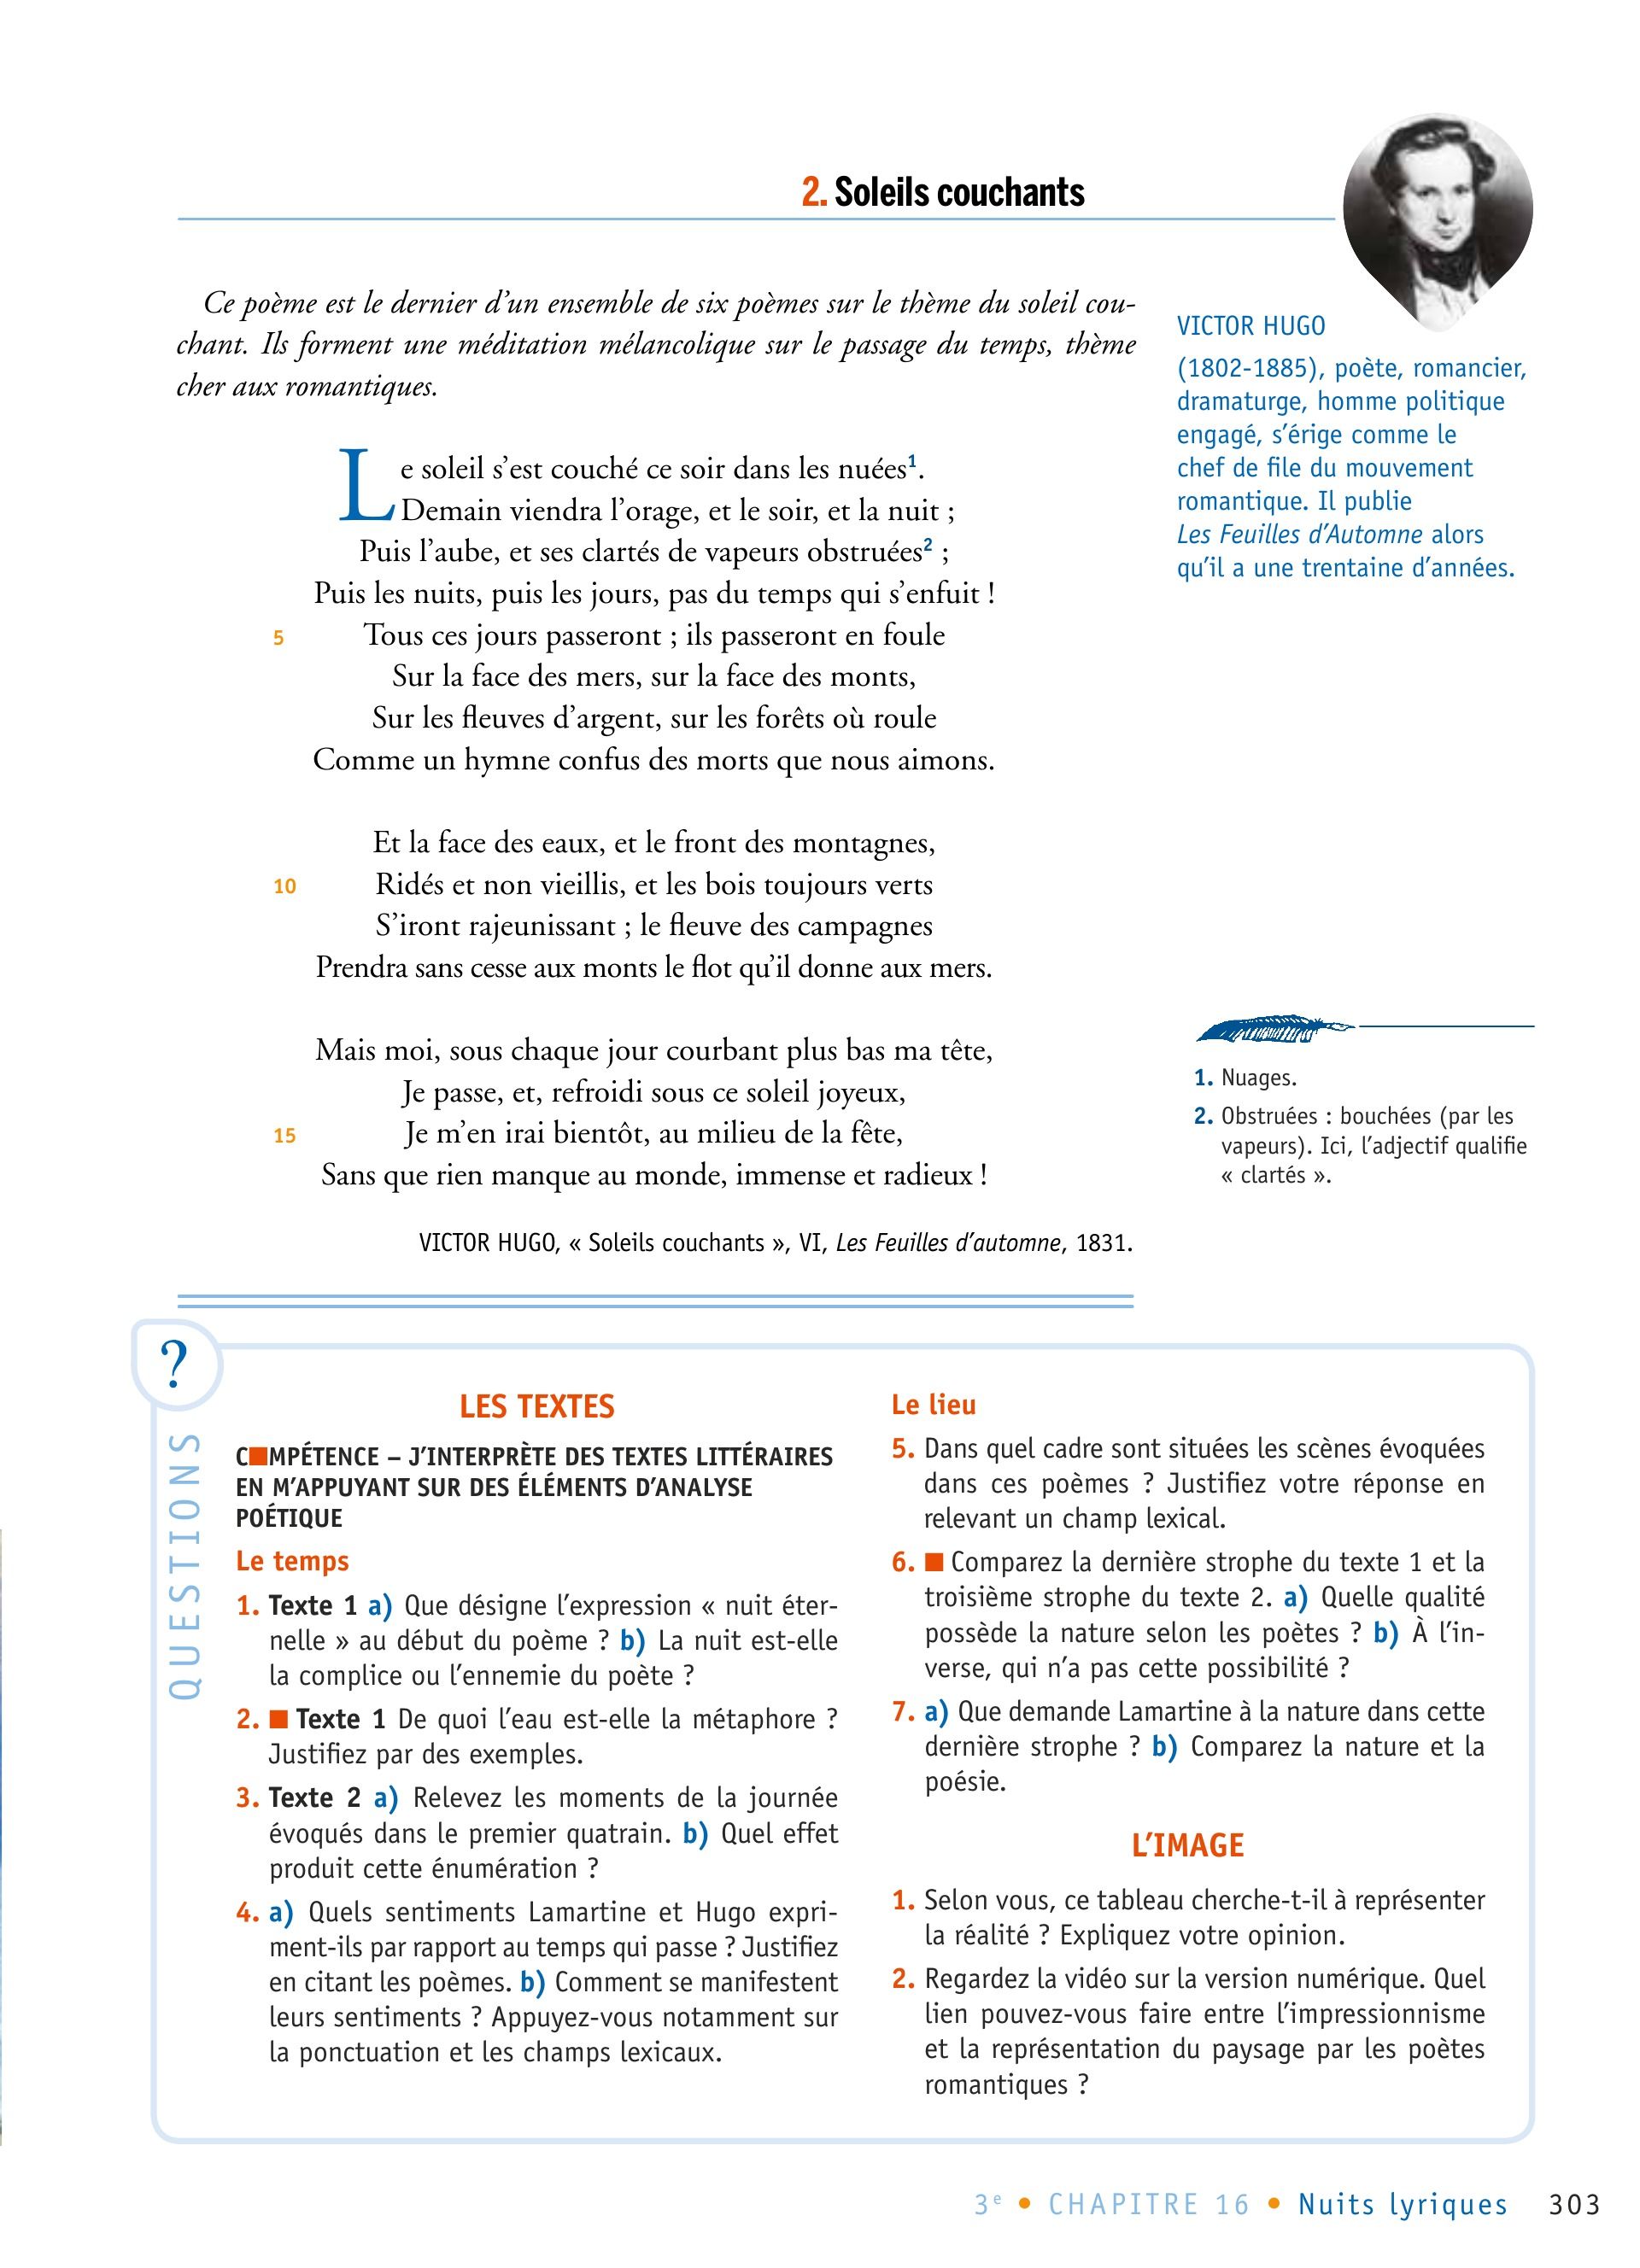 2. Soleils couchants
Ce poème est le dernier d’un ensemble de six poèmes sur le thème du soleil cou-
chant. Ils forment une méditation mélancolique sur le passage du temps, thème
cher aux romantiques.
VICTOR HUGO
(1802-1885), poète, romancier,
dramaturge, homme politique
engagé, s’érige comme le
chef de file du mouvement
romantique. Il publie
Les Feuilles d’Automne alors
qu’il a une trentaine d’années.
Le soleil s’est couché ce soir dans les nuées1.
Demain viendra l’orage, et le soir, et la nuit ;
Puis l’aube, et ses clartés de vapeurs obstruées2 ;
Puis les nuits, puis les jours, pas du temps qui s’enfuit !
5 Tous ces jours passeront ; ils passeront en foule
Sur la face des mers, sur la face des monts,
Sur les fleuves d’argent, sur les forêts où roule
Comme un hymne confus des morts que nous aimons.
Et la face des eaux, et le front des montagnes,
10 Ridés et non vieillis, et les bois toujours verts
S’iront rajeunissant ; le fleuve des campagnes
Prendra sans cesse aux monts le flot qu’il donne aux mers.
Mais moi, sous chaque jour courbant plus bas ma tête,
Je passe, et, refroidi sous ce soleil joyeux,
15 Je m’en irai bientôt, au milieu de la fête,
Sans que rien manque au monde, immense et radieux !
VICTOR HUGO, « Soleils couchants », VI, Les Feuilles d’automne, 1831.
1. Nuages.
2. Obstruées : bouchées (par les
vapeurs). Ici, l’adjectif qualifie
« clartés ».
?
QUESTIONS
LES TEXTES
C■MPÉTENCE – J’INTERPRÈTE DES TEXTES LITTÉRAIRES
EN M’APPUYANT SUR DES ÉLÉMENTS D’ANALYSE
POÉTIQUE
Le temps
1. Texte 1 a) Que désigne l’expression « nuit éter-
nelle » au début du poème ? b) La nuit est-elle
la complice ou l’ennemie du poète ?
2. ■ Texte 1 De quoi l’eau est-elle la métaphore ?
Justifiez par des exemples.
3. Texte 2 a) Relevez les moments de la journée
évoqués dans le premier quatrain. b) Quel effet
produit cette énumération ?
4. a) Quels sentiments Lamartine et Hugo expri-
ment-ils par rapport au temps qui passe ? Justifiez
en citant les poèmes. b) Comment se manifestent
leurs sentiments ? Appuyez-vous notamment sur
la ponctuation et les champs lexicaux.
Le lieu
5. Dans quel cadre sont situées les scènes évoquées
dans ces poèmes ? Justifiez votre réponse en
relevant un champ lexical.
6. ■ Comparez la dernière strophe du texte 1 et la
troisième strophe du texte 2. a) Quelle qualité
possède la nature selon les poètes ? b) À l’in-
verse, qui n’a pas cette possibilité ?
7. a) Que demande Lamartine à la nature dans cette
dernière strophe ? b) Comparez la nature et la
poésie.
L’IMAGE
1. Selon vous, ce tableau cherche-t-il à représenter
la réalité ? Expliquez votre opinion.
2. Regardez la vidéo sur la version numérique. Quel
lien pouvez-vous faire entre l’impressionnisme
et la représentation du paysage par les poètes
romantiques ?
3e • CHAPITRE 16 • Nuits lyriques 303